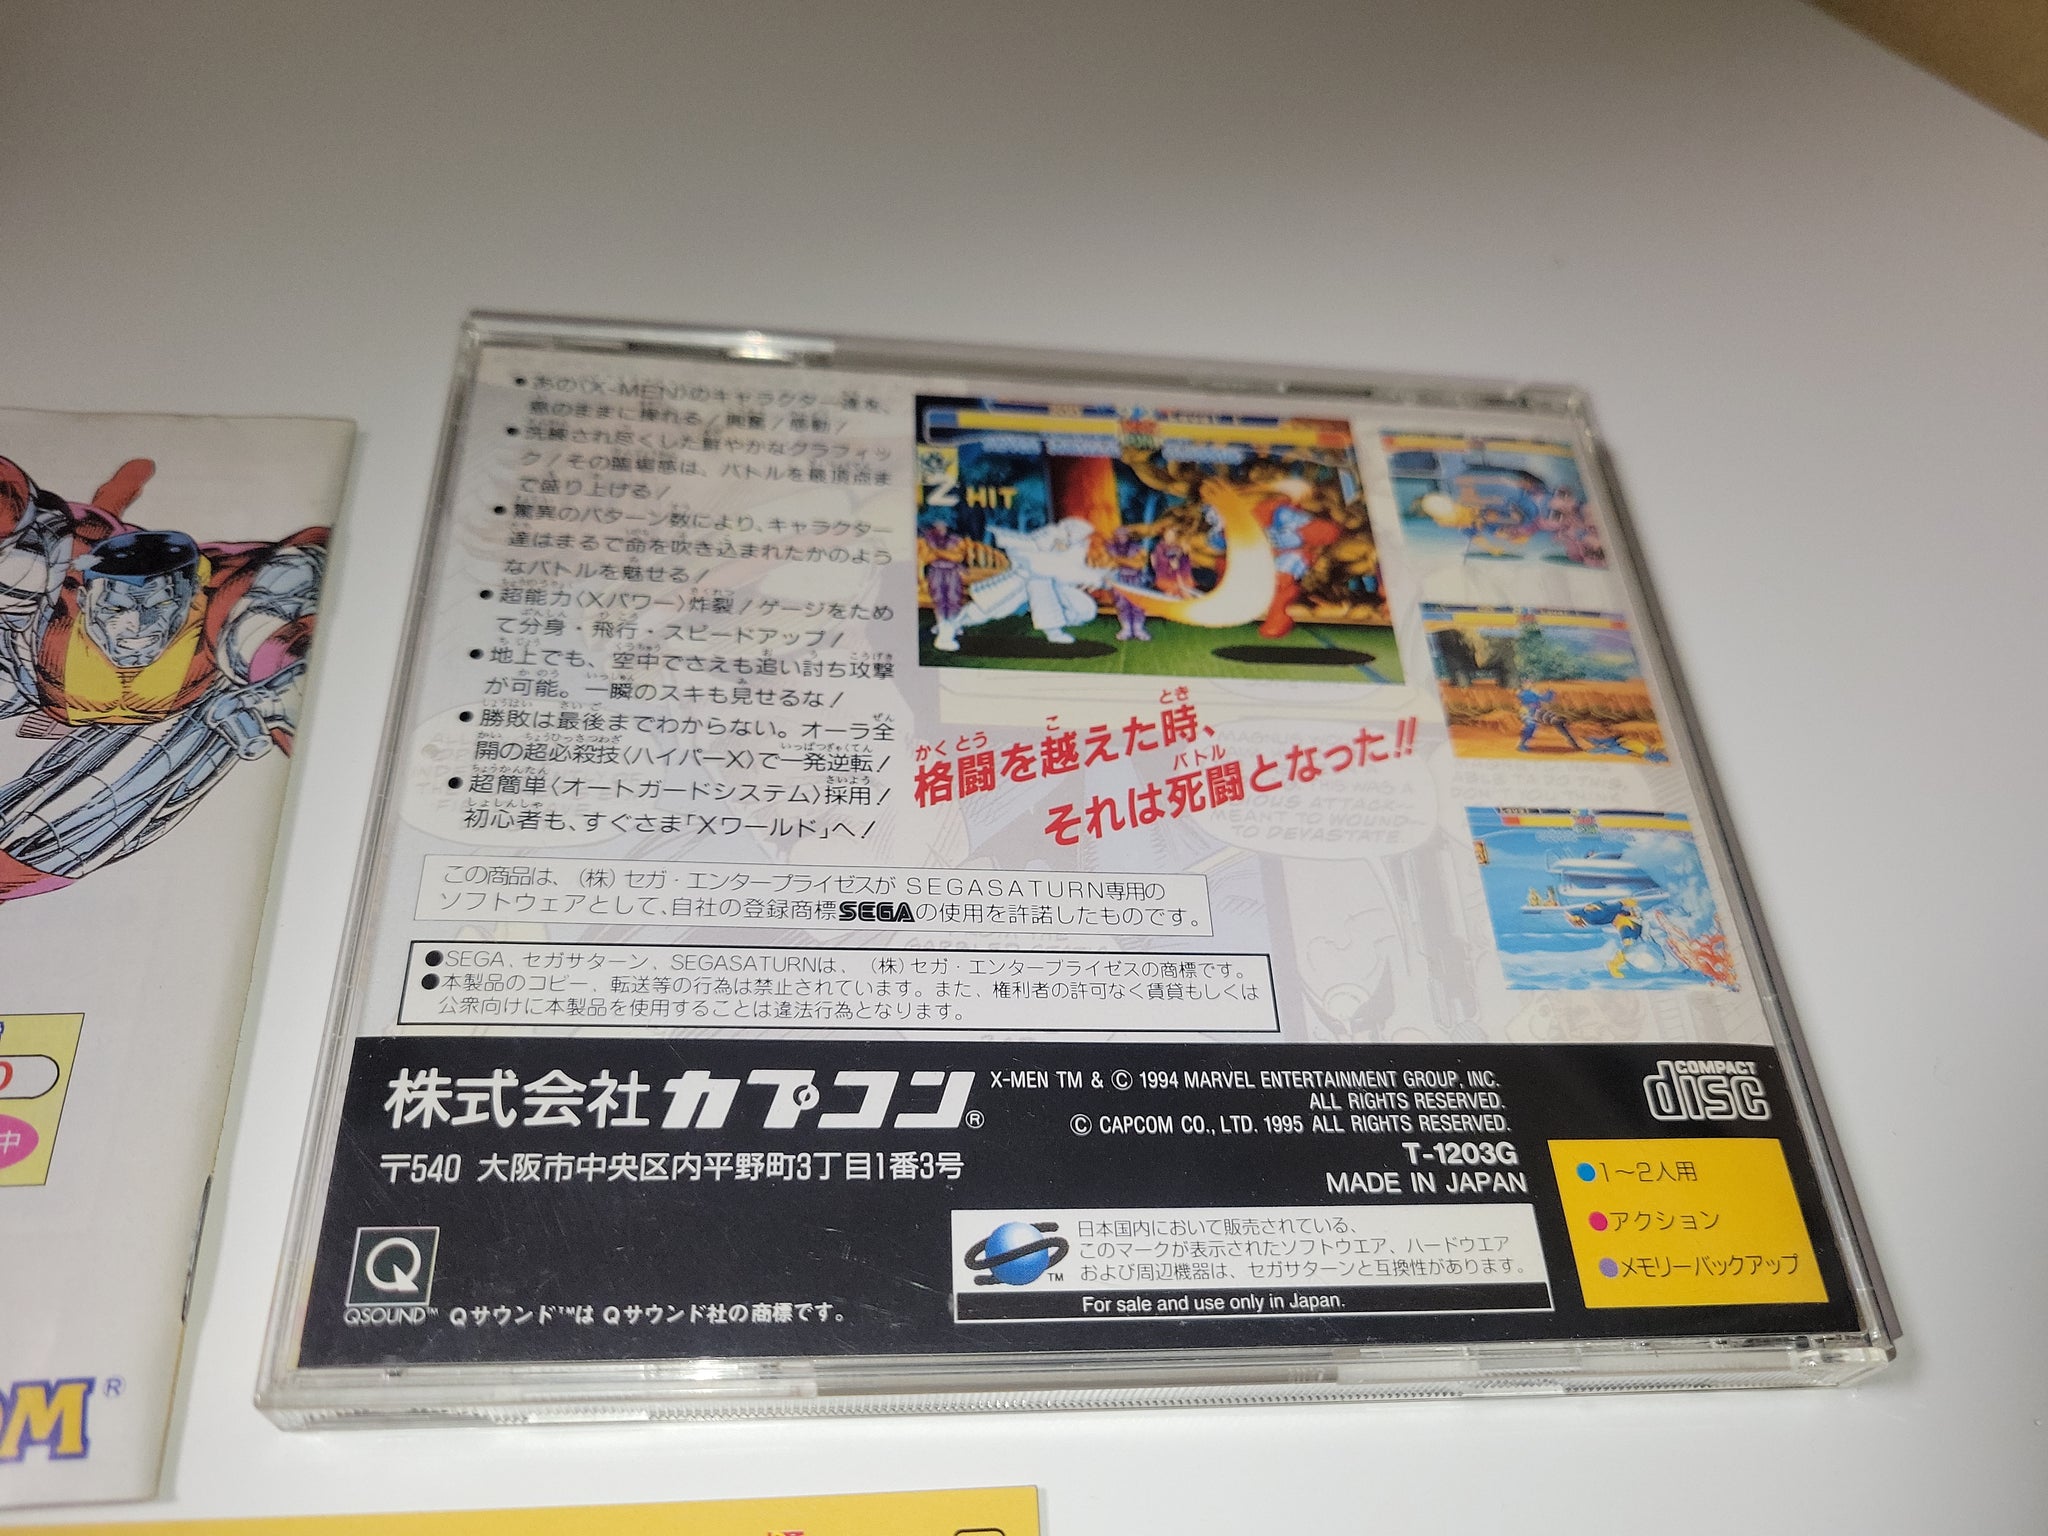 ●あの〈X-MEN〉のキャラクター達を、
意のままに操れる!興奮!感動!
●洗練され尽くした鮮やかなグラフィッ
ク!その臨場感は、バトルを最頂点ま
で盛り上げる!
●驚異のパターン数により、キャラクター
達はまるで命を吹き込まれたかのよう
なバトルを魅せる!
●超能力〈Xパワー〉炸裂!ゲージをため
て分身・飛行・スピードアップ!
●地上でも、空中でさえも追い討ち攻撃
が可能。一瞬のスキも見せるな!
●勝敗は最後までわからない。オーラ全
開の超必殺技〈ハイパーX〉で一発逆転!
●超簡単〈オートガードシステム〉採用!
初心者も、すぐさま「Xワールド」へ!
2 HIT
格闘を越えた時、
それは死闘となった!!
この商品は、(株)セガ・エンタープライゼスが SEGASATURN専用の
ソフトウェアとして、自社の登録商標SEGAの使用を許諾したものです。
●SEGA、セガサターン、SEGASATURNは、(株)セガ・エンタープライゼスの商標です。
●本製品のコピー、転送等の行為は禁止されています。また、権利者の許可なく賃貸もしくは
公衆向けに本製品を使用することは違法行為となります。
株式会社カプコン®
〒540 大阪市中央区内平野町3丁目1番3号
X-MEN TM & © 1994 MARVEL ENTERTAINMENT GROUP, INC.
ALL RIGHTS RESERVED.
© CAPCOM CO., LTD. 1995 ALL RIGHTS RESERVED.
T-1203G
MADE IN JAPAN
COMPACT
disc
●1〜2人用
●アクション
●メモリーバックアップ
日本国内において販売されている、
このマークが表示されたソフトウエア、ハードウエア
および周辺機器は、セガサターンと互換性があります。
TM
For sale and use only in Japan.
Q
QSOUND™ Qサウンド™は Qサウンド社の商標です。
中
OM®